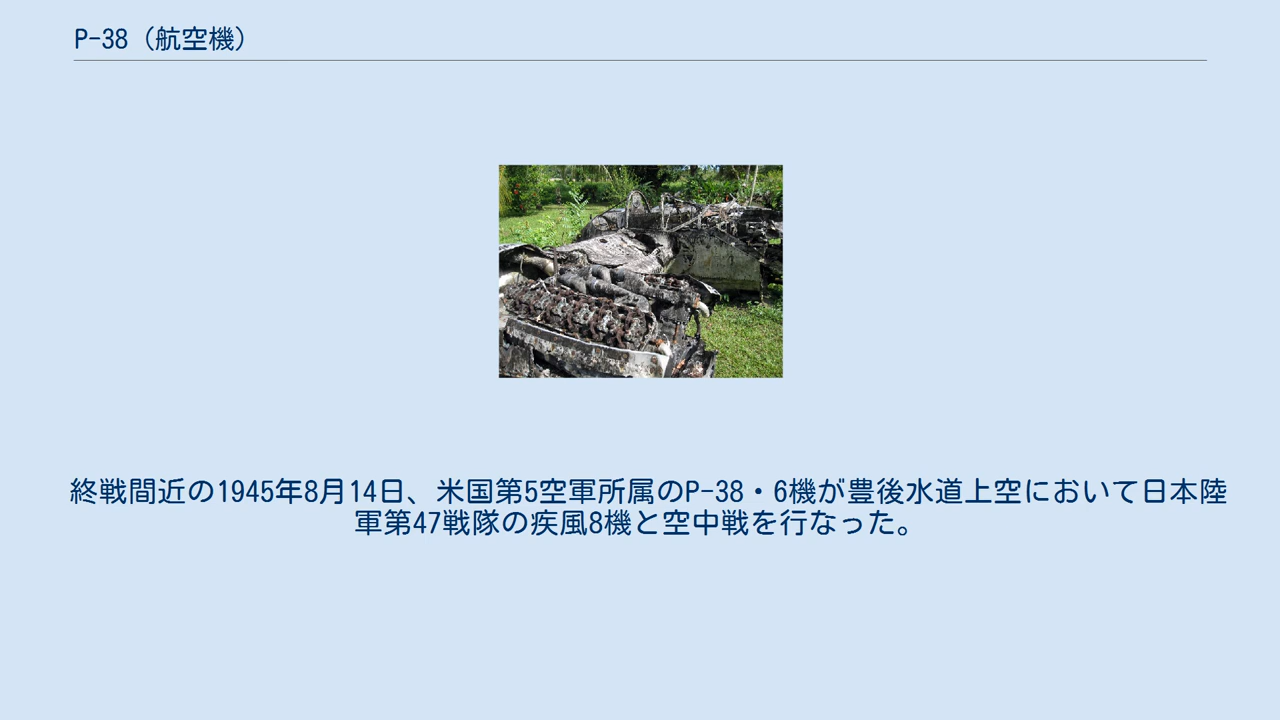 P-38（航空機）
終戦間近の1945年8月14日、米国第5空軍所属のP-38・6機が豊後水道上空において日本陸
軍第47戦隊の疾風8機と空中戦を行なった。